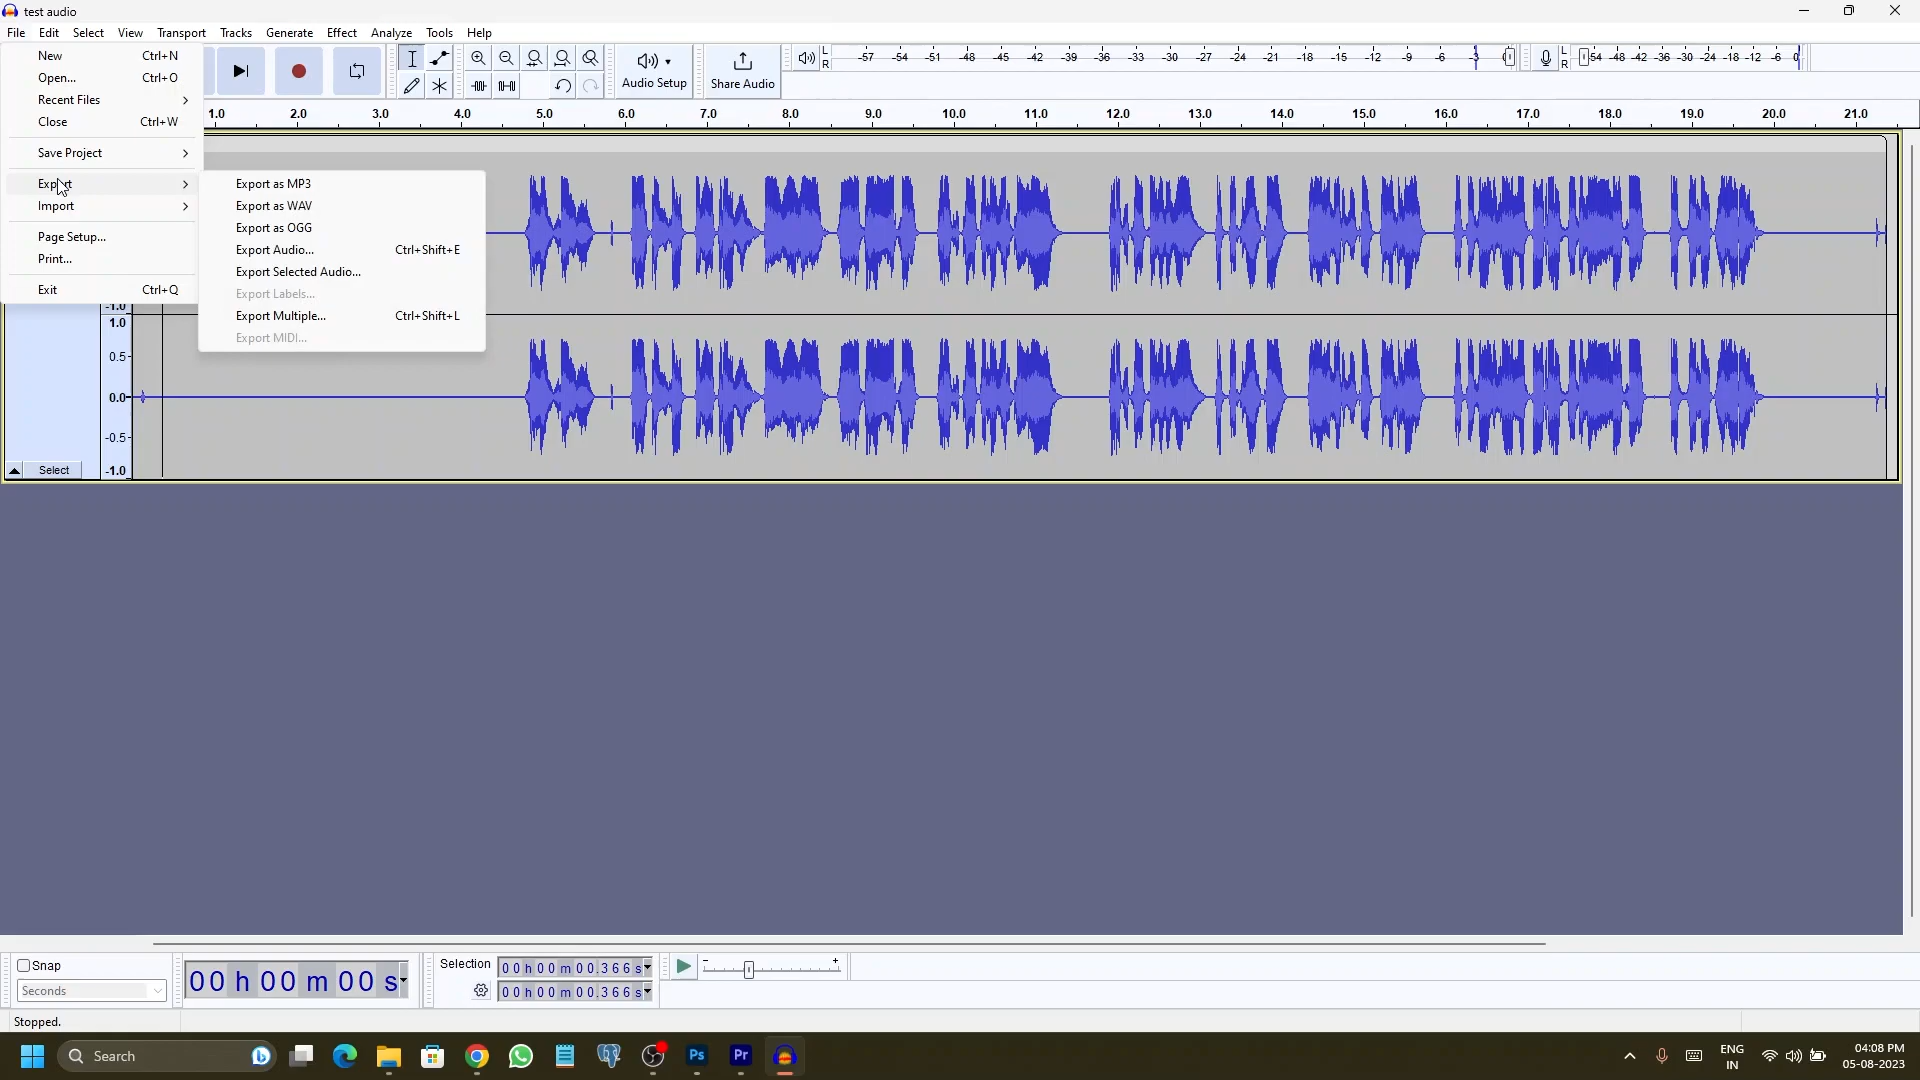 test audio
File Edit Select View Transport Tracks Generate Effect Analyze Tools Help
New Ctrl+N
Open... Ctrl+O
Recent Files
Close Ctrl+W
Save Project
Export
Import
Page Setup...
Print...
Exit Ctrl+Q
Export as MP3
Export as WAV
Export as OGG
Export Audio... Ctrl+Shift+E
Export Selected Audio...
Export Labels...
Export Multiple... Ctrl+Shift+L
Export MIDI...
Audio Setup
Share Audio
L
R
-57 -54 -51 -48 -45 -42 -39 -36 -33 -30 -27 -24 -21 -18 -15 -12 -9 -6 -3 0
L
R
-54 -48 -42 -36 -30 -24 -18 -12 -6 0
1.0 2.0 3.0 4.0 5.0 6.0 7.0 8.0 9.0 10.0 11.0 12.0 13.0 14.0 15.0 16.0 17.0 18.0 19.0 20.0 21.0
-1.0
1.0
0.5
0.0
-0.5
-1.0
Select
Snap
Seconds
00 h 00 m 00 s
Selection
00 h 00 m 00.366 s
00 h 00 m 00.366 s
- +
Stopped.
Search
Ps
Pr
ENG
IN
04:08 PM
05-08-2023